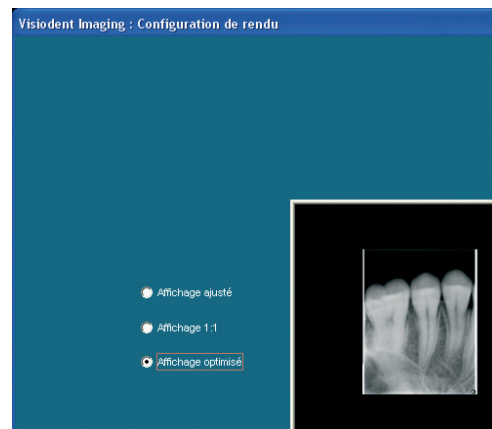 Visiodent Imaging : Configuration de rendu
Affichage ajusté
Affichage 1:1
Affichage optimisé